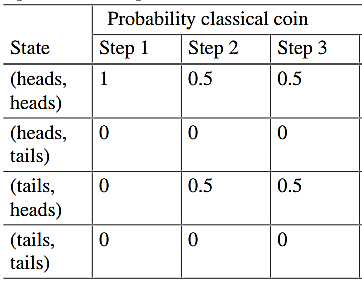 Probability classical coin
State Step 1 Step 2 Step 3
(heads, 1 0.5 0.5
heads)
(heads, 0 0 0
tails)
(tails, 0 0.5 0.5
heads)
(tails, 0 0 0
tails)